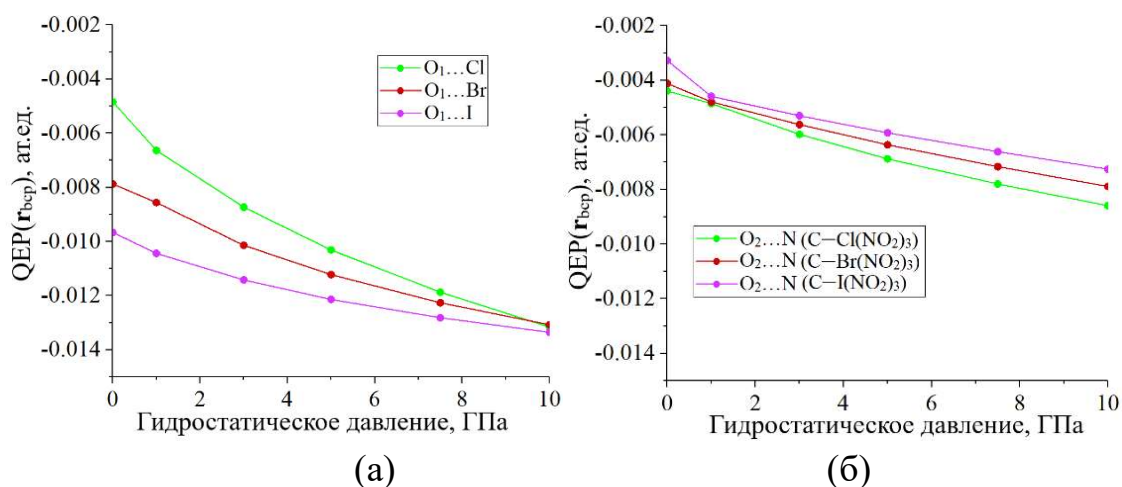 -0.002
-0.004
-0.006
-0.008
-0.010
-0.012
-0.014
QEP(r_bcp), ат.ед.
O₁…Cl
O₁…Br
O₁…I
0 2 4 6 8 10
Гидростатическое давление, ГПа
(а)
-0.002
-0.004
-0.006
-0.008
-0.010
-0.012
-0.014
QEP(r_bcp), ат.ед.
O₂…N (C−Cl(NO₂)₃)
O₂…N (C−Br(NO₂)₃)
O₂…N (C−I(NO₂)₃)
0 2 4 6 8 10
Гидростатическое давление, ГПа
(б)